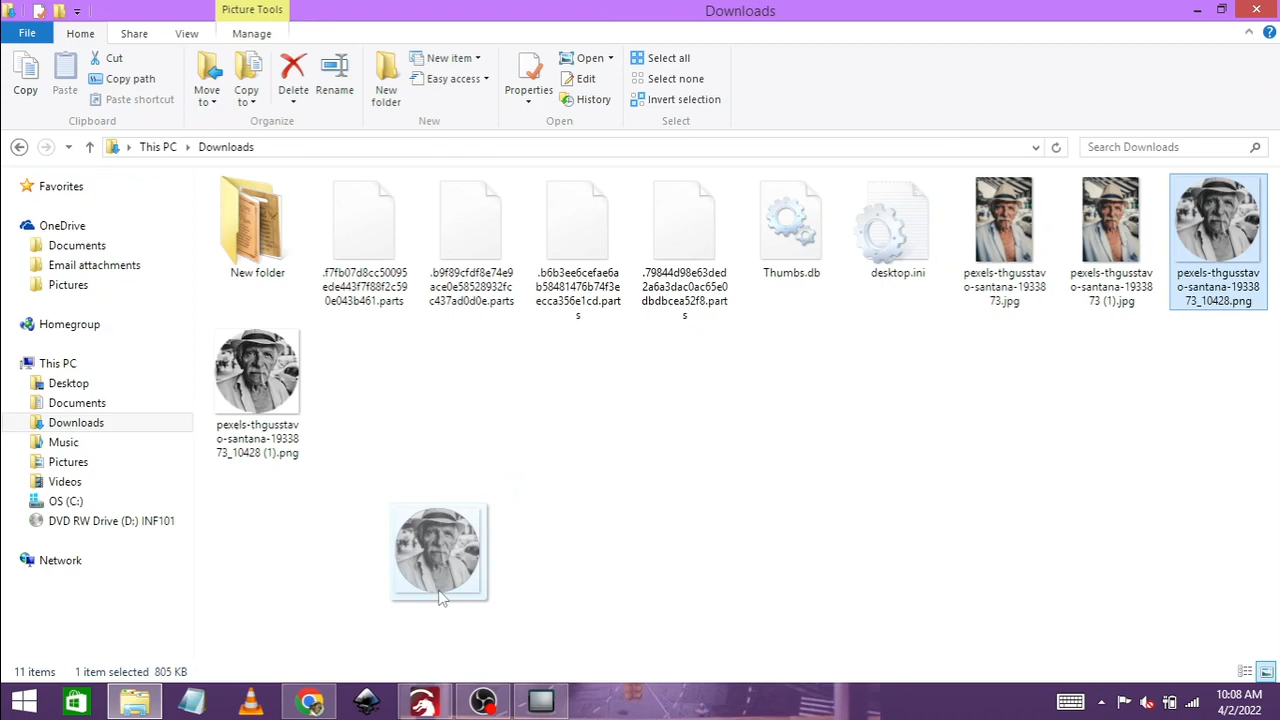 Picture Tools
Downloads
File
Home
Share
View
Manage
Copy
Paste
Cut
Copy path
Paste shortcut
Clipboard
Move to
Copy to
Delete
Rename
Organize
New folder
New item
Easy access
New
Properties
Open
Edit
History
Open
Select all
Select none
Invert selection
Select
This PC
Downloads
Search Downloads
Favorites
OneDrive
Documents
Email attachments
Pictures
Homegroup
This PC
Desktop
Documents
Downloads
Music
Pictures
Videos
OS (C:)
DVD RW Drive (D:) INF101
Network
New folder
.f7fb07d8cc50095
ede443f7f88f2c59
0e043b461.parts
.b9f89cfdf8e74e9
ace0e58528932fc
c437ad0d0e.parts
.b6b3ee6cefae6a
b58481476b74f3e
ecca356e1cd.part
s
.79844d98e63ded
2a6a3dac0ac65e0
dbdbcea52f8.part
s
Thumbs.db
desktop.ini
pexels-thgusstav
o-santana-19338
73.jpg
pexels-thgusstav
o-santana-19338
73 (1).jpg
pexels-thgusstav
o-santana-19338
73_10428.png
pexels-thgusstav
o-santana-19338
73_10428 (1).png
11 items
1 item selected 805 KB
10:08 AM
4/2/2022